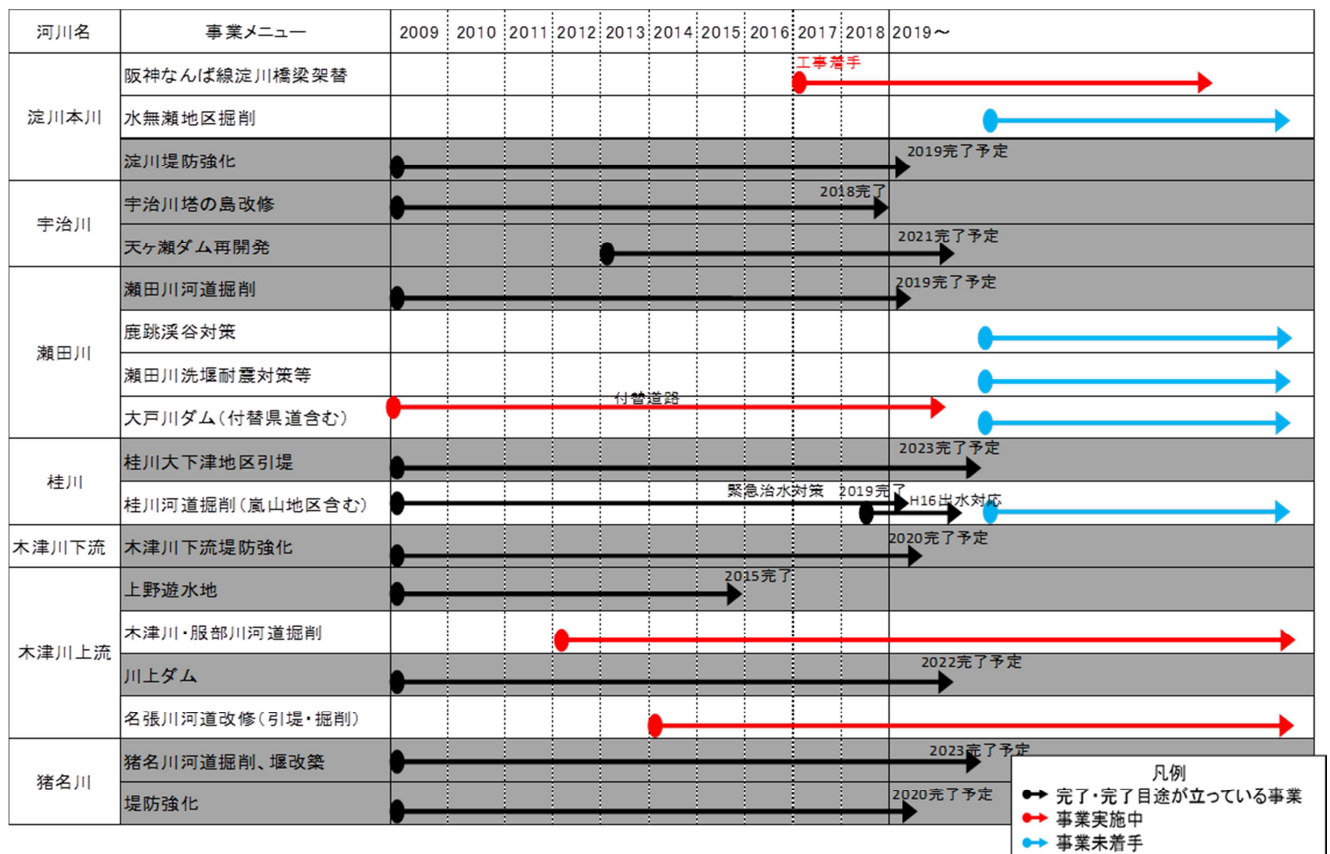 河川名 事業メニュー 2009 2010 2011 2012 2013 2014 2015 2016 2017 2018 2019～
淀川本川
阪神なんば線淀川橋梁架替 工事着手
水無瀬地区掘削
淀川堤防強化 2019完了予定
宇治川
宇治川塔の島改修 2018完了
天ヶ瀬ダム再開発 2021完了予定
瀬田川
瀬田川河道掘削 2019完了予定
鹿跳渓谷対策
瀬田川洗堰耐震対策等
大戸川ダム(付替県道含む) 付替道路
桂川
桂川大下津地区引堤 2023完了予定
桂川河道掘削(嵐山地区含む) 緊急治水対策 2019完了 H16出水対応
木津川下流 木津川下流堤防強化 2020完了予定
木津川上流
上野遊水地 2015完了
木津川・服部川河道掘削
川上ダム 2022完了予定
名張川河道改修(引堤・掘削)
猪名川
猪名川河道掘削、堰改築 2023完了予定
堤防強化 2020完了予定
凡例
完了・完了目途が立っている事業
事業実施中
事業未着手